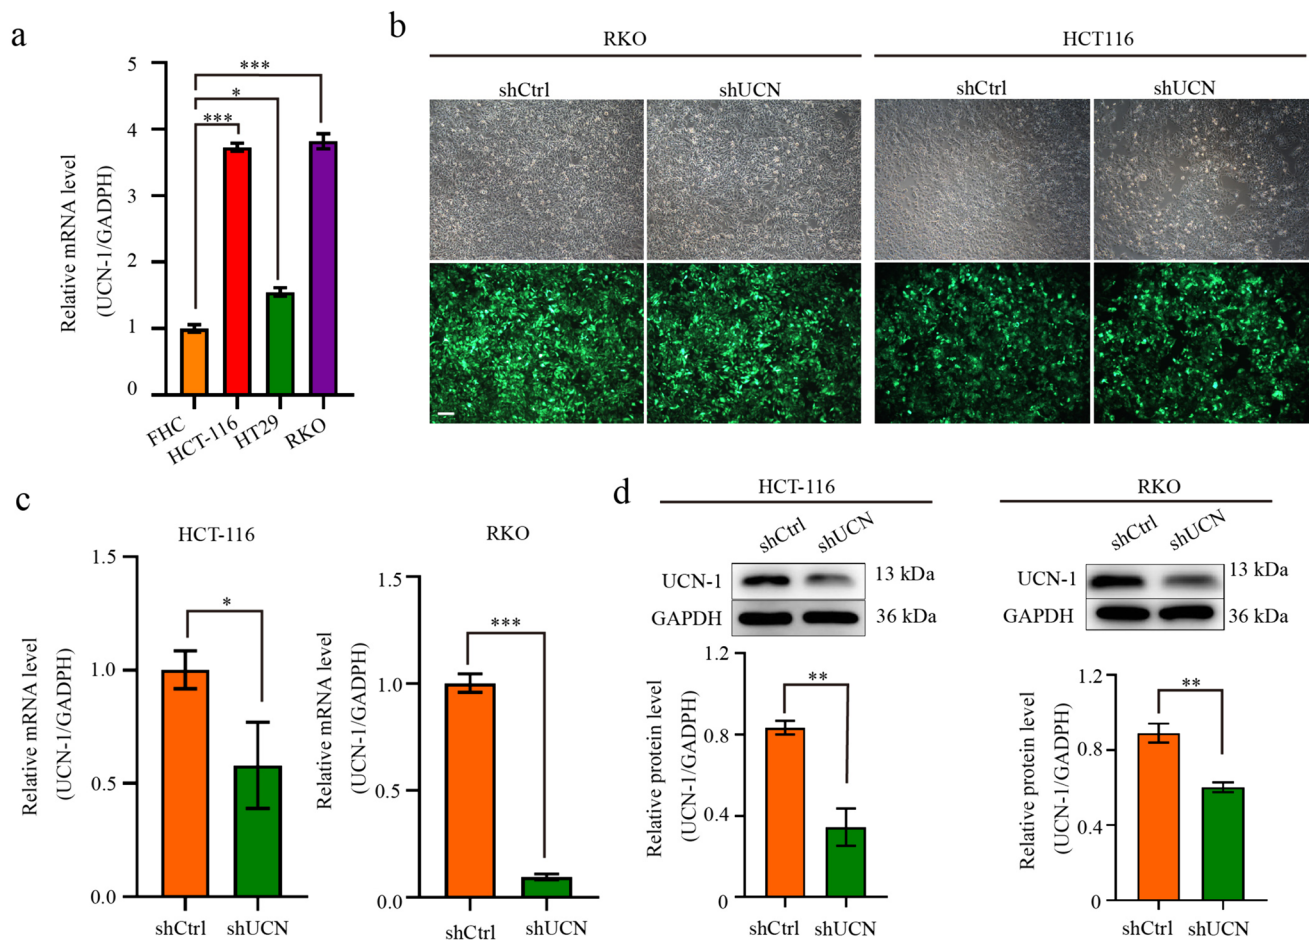 a
Relative mRNA level
(UCN-1/GADPH)
5
4
3
2
1
0
***
*
***
FHC
HCT-116
HT29
RKO
b
RKO
HCT116
shCtrl
shUCN
shCtrl
shUCN
c
HCT-116
Relative mRNA level
(UCN-1/GADPH)
1.5
1.0
0.5
0.0
*
shCtrl
shUCN
RKO
Relative mRNA level
(UCN-1/GADPH)
1.5
1.0
0.5
0.0
***
shCtrl
shUCN
d
HCT-116
shCtrl
shUCN
UCN-1
13 kDa
GAPDH
36 kDa
Relative protein level
(UCN-1/GADPH)
1.2
0.8
0.4
0
**
shCtrl
shUCN
RKO
shCtrl
shUCN
UCN-1
13 kDa
GAPDH
36 kDa
Relative protein level
(UCN-1/GADPH)
1.2
0.8
0.4
0
**
shCtrl
shUCN